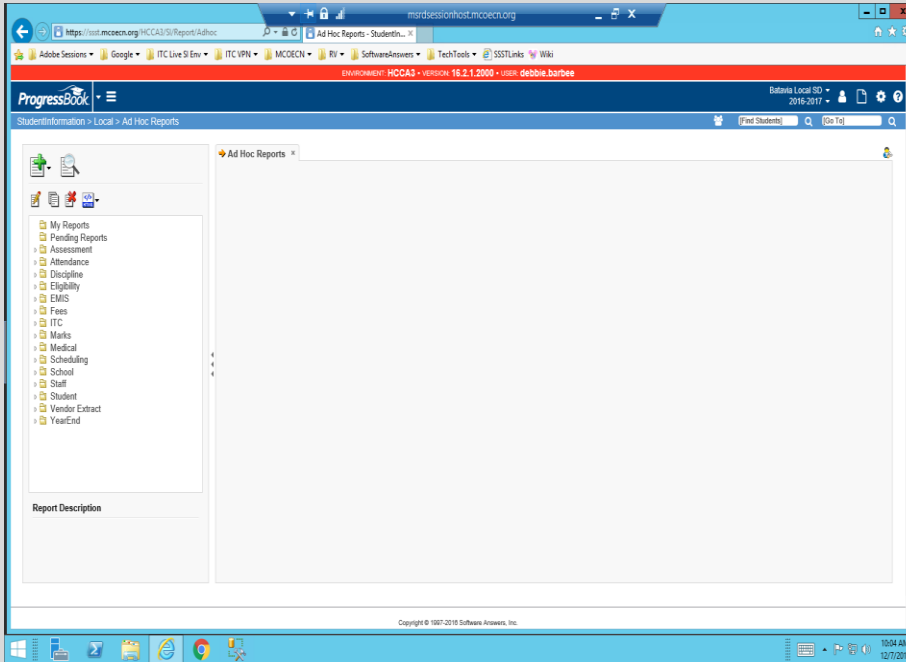 msrdsessionhost.mcoecn.org
https://ssst.mcoecn.org/HCCA3/SI/Report/Adhoc
Ad Hoc Reports - StudentIn...
Adobe Sessions Google ITC Live SI Env ITC VPN MCOECN RV SoftwareAnswers TechTools SSSTLinks Wiki
ENVIRONMENT: HCCA3 • VERSION: 16.2.1.2000 • USER: debbie.barbee
ProgressBook
Batavia Local SD
2016-2017
StudentInformation > Local > Ad Hoc Reports
[Find Students]
[Go To]
Ad Hoc Reports
My Reports
Pending Reports
Assessment
Attendance
Discipline
Eligibility
EMIS
Fees
ITC
Marks
Medical
Scheduling
School
Staff
Student
Vendor Extract
YearEnd
Report Description
Copyright © 1997-2016 Software Answers, Inc.
10:04 AM